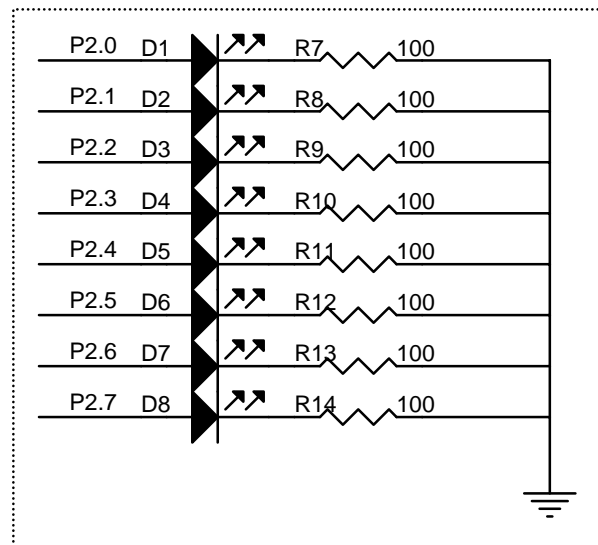 P2.0 D1 R7 100
P2.1 D2 R8 100
P2.2 D3 R9 100
P2.3 D4 R10 100
P2.4 D5 R11 100
P2.5 D6 R12 100
P2.6 D7 R13 100
P2.7 D8 R14 100